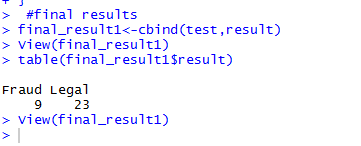 + }
> #final results
> final_result1<-cbind(test,result)
> View(final_result1)
> table(final_result1$result)
Fraud Legal
9 23
> View(final_result1)
>